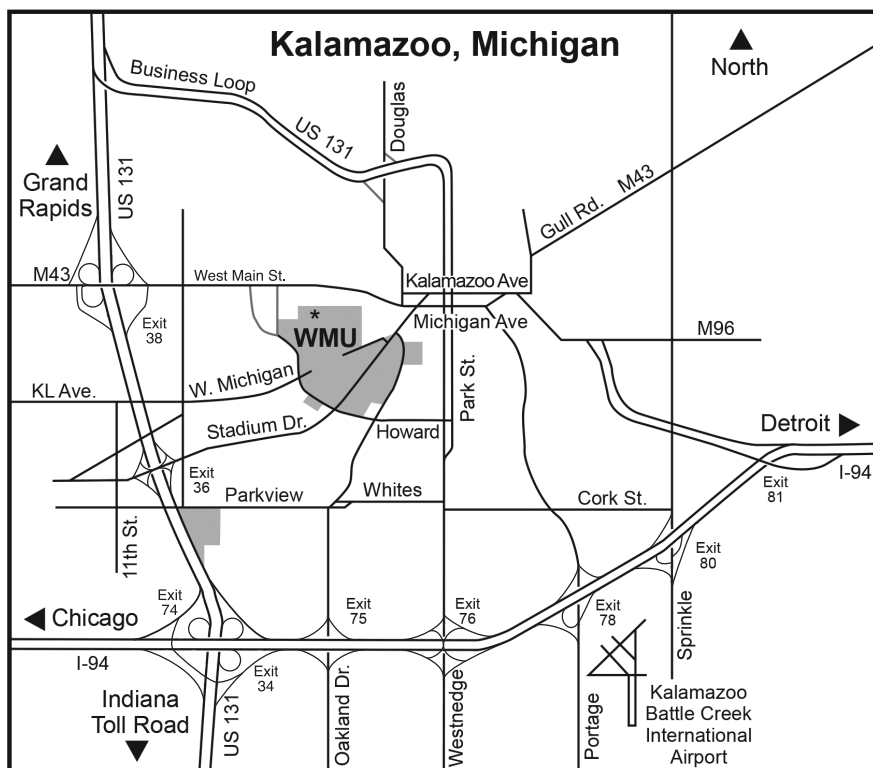 Kalamazoo, Michigan
North
Business Loop
US 131
Douglas
Grand
Rapids
US 131
Gull Rd.
M43
M43
West Main St.
Kalamazoo Ave
Michigan Ave
Exit
38
*
WMU
M96
KL Ave.
W. Michigan
Park St.
Stadium Dr.
Howard
Detroit
I-94
Exit
36
Exit
81
Parkview
Whites
Cork St.
11th St.
Exit
80
Exit
74
Exit
75
Exit
76
Exit
78
Chicago
I-94
Exit
34
Sprinkle
Indiana
Toll Road
US 131
Oakland Dr.
Westnedge
Portage
Kalamazoo
Battle Creek
International
Airport